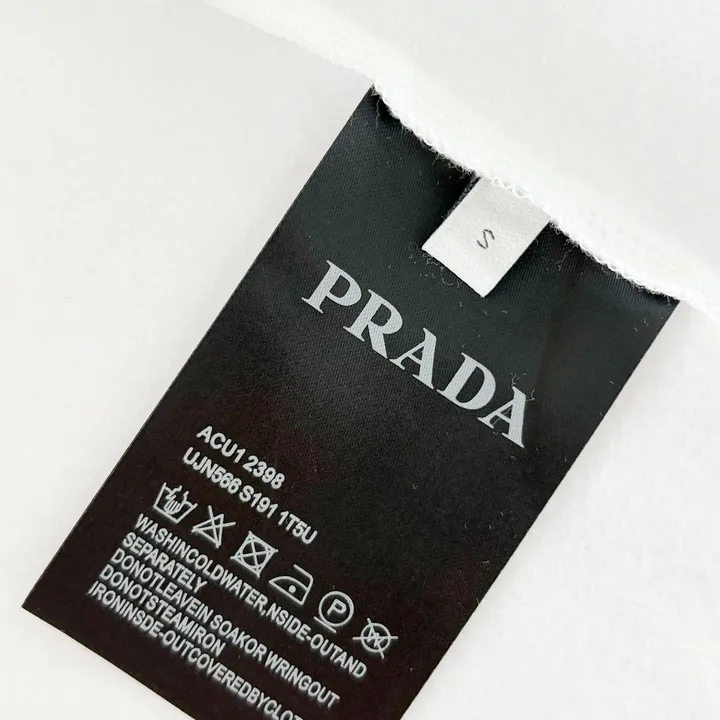 S
PRADA
ACU1 2398
UJN566 S191 1T5U
P
WASHINCOLDWATER,NSIDE-OUTAND
SEPARATELY
DONOTLEAVEIN SOAKOR WRINGOUT
DONOTSTEAMIRON
IRONINSDE-OUTCOVEREDBYCLOT